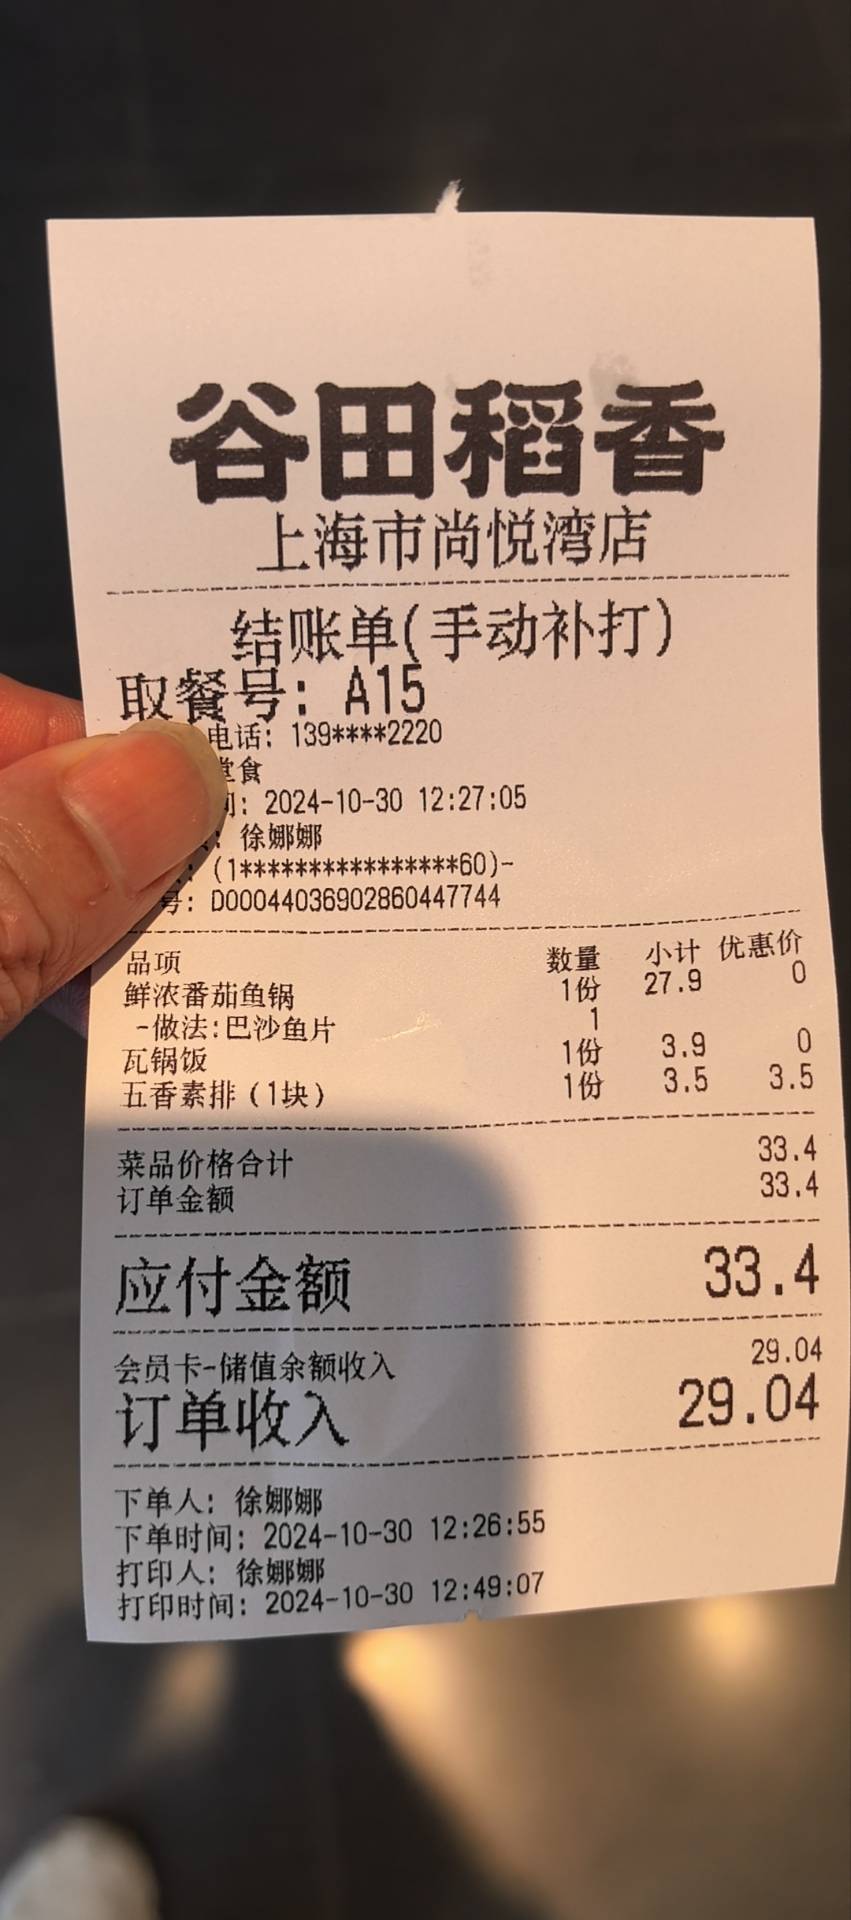 谷田稻香
上海市尚悦湾店
结账单(手动补打)
取餐号: A15
电话: 139****2220
堂食
间: 2024-10-30 12:27:05
: 徐娜娜
: (1****************60)-
号: D000440369028604​47744
品项 数量 小计 优惠价
鲜浓番茄鱼锅 1份 27.9 0
-做法:巴沙鱼片 1
瓦锅饭 1份 3.9 0
五香素排(1块) 1份 3.5 3.5
菜品价格合计 33.4
订单金额 33.4
应付金额 33.4
会员卡-储值余额收入 29.04
订单收入 29.04
下单人: 徐娜娜
下单时间: 2024-10-30 12:26:55
打印人: 徐娜娜
打印时间: 2024-10-30 12:49:07